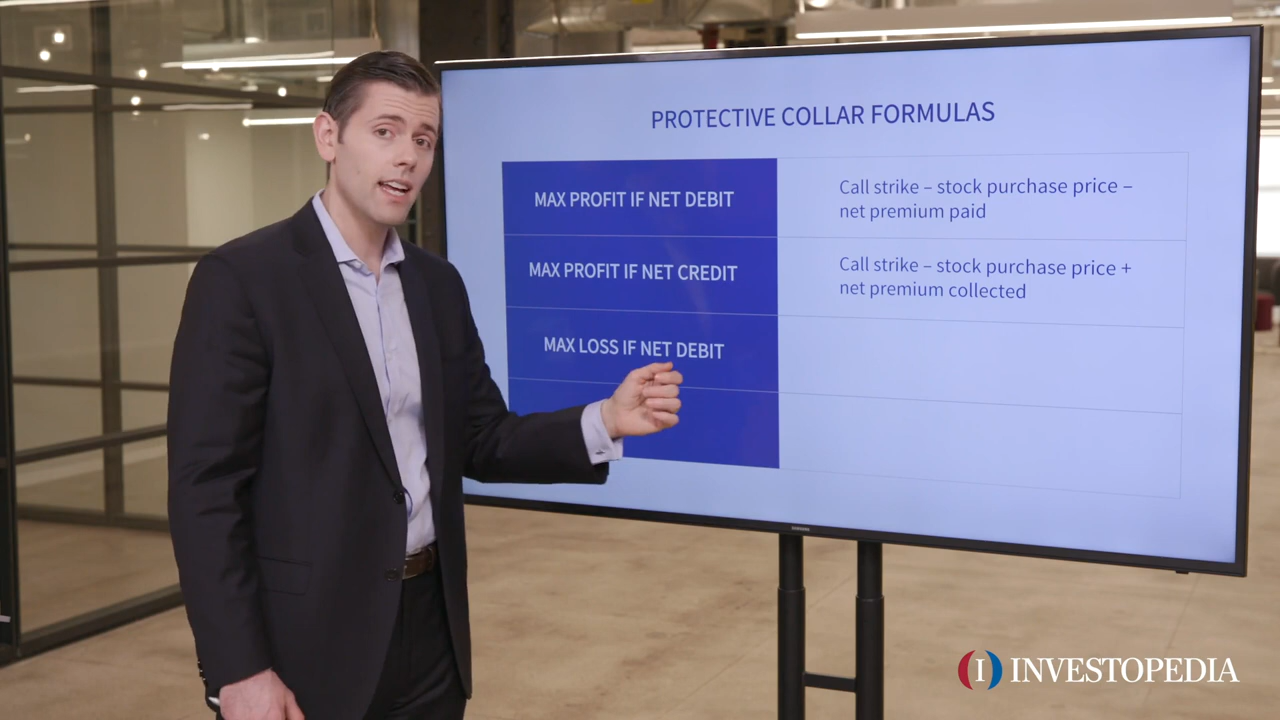 PROTECTIVE COLLAR FORMULAS
MAX PROFIT IF NET DEBIT
Call strike – stock purchase price –
net premium paid
MAX PROFIT IF NET CREDIT
Call strike – stock purchase price +
net premium collected
MAX LOSS IF NET DEBIT
SAMSUNG
(I) INVESTOPEDIA